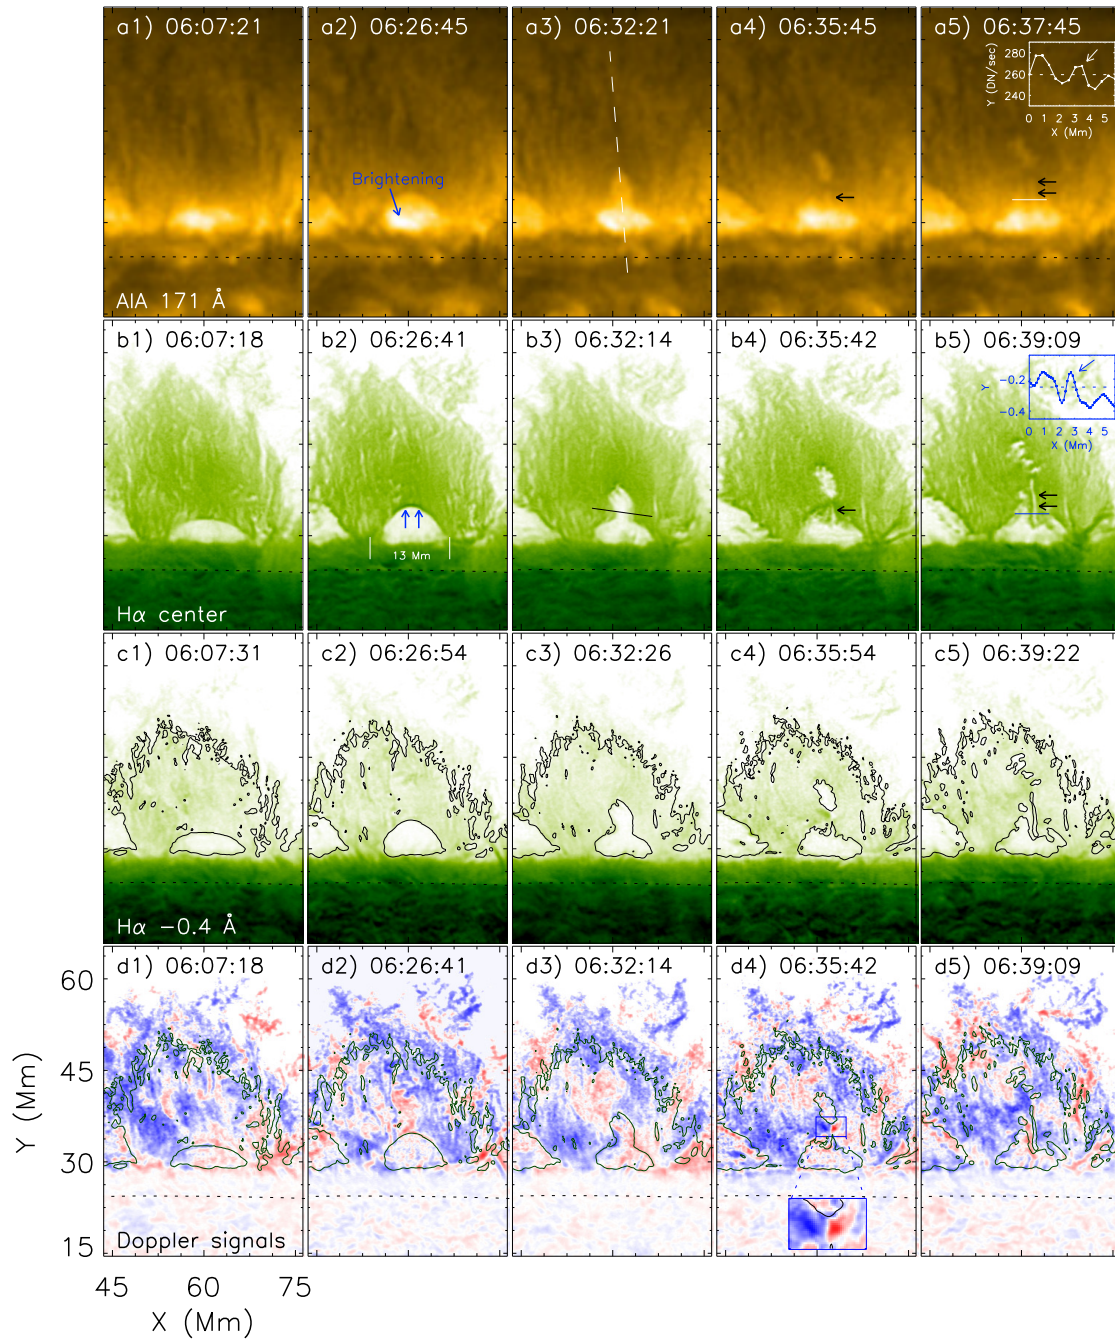 a1) 06:07:21
a2) 06:26:45
a3) 06:32:21
a4) 06:35:45
a5) 06:37:45
280
260
240
Y (DN/sec)
0 1 2 3 4 5
X (Mm)
Brightening
AIA 171 Å
b1) 06:07:18
b2) 06:26:41
b3) 06:32:14
b4) 06:35:42
b5) 06:39:09
-0.2
-0.4
Y
0 1 2 3 4 5
X (Mm)
13 Mm
Hα center
c1) 06:07:31
c2) 06:26:54
c3) 06:32:26
c4) 06:35:54
c5) 06:39:22
Hα -0.4 Å
d1) 06:07:18
d2) 06:26:41
d3) 06:32:14
d4) 06:35:42
d5) 06:39:09
60
45
30
15
Y (Mm)
Doppler signals
45 60 75
X (Mm)